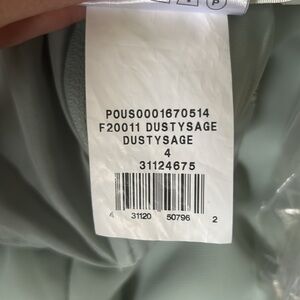 P
POUS0001670514
F20011 DUSTYSAGE
DUSTYSAGE
4
31124675
4 31120 50796 2